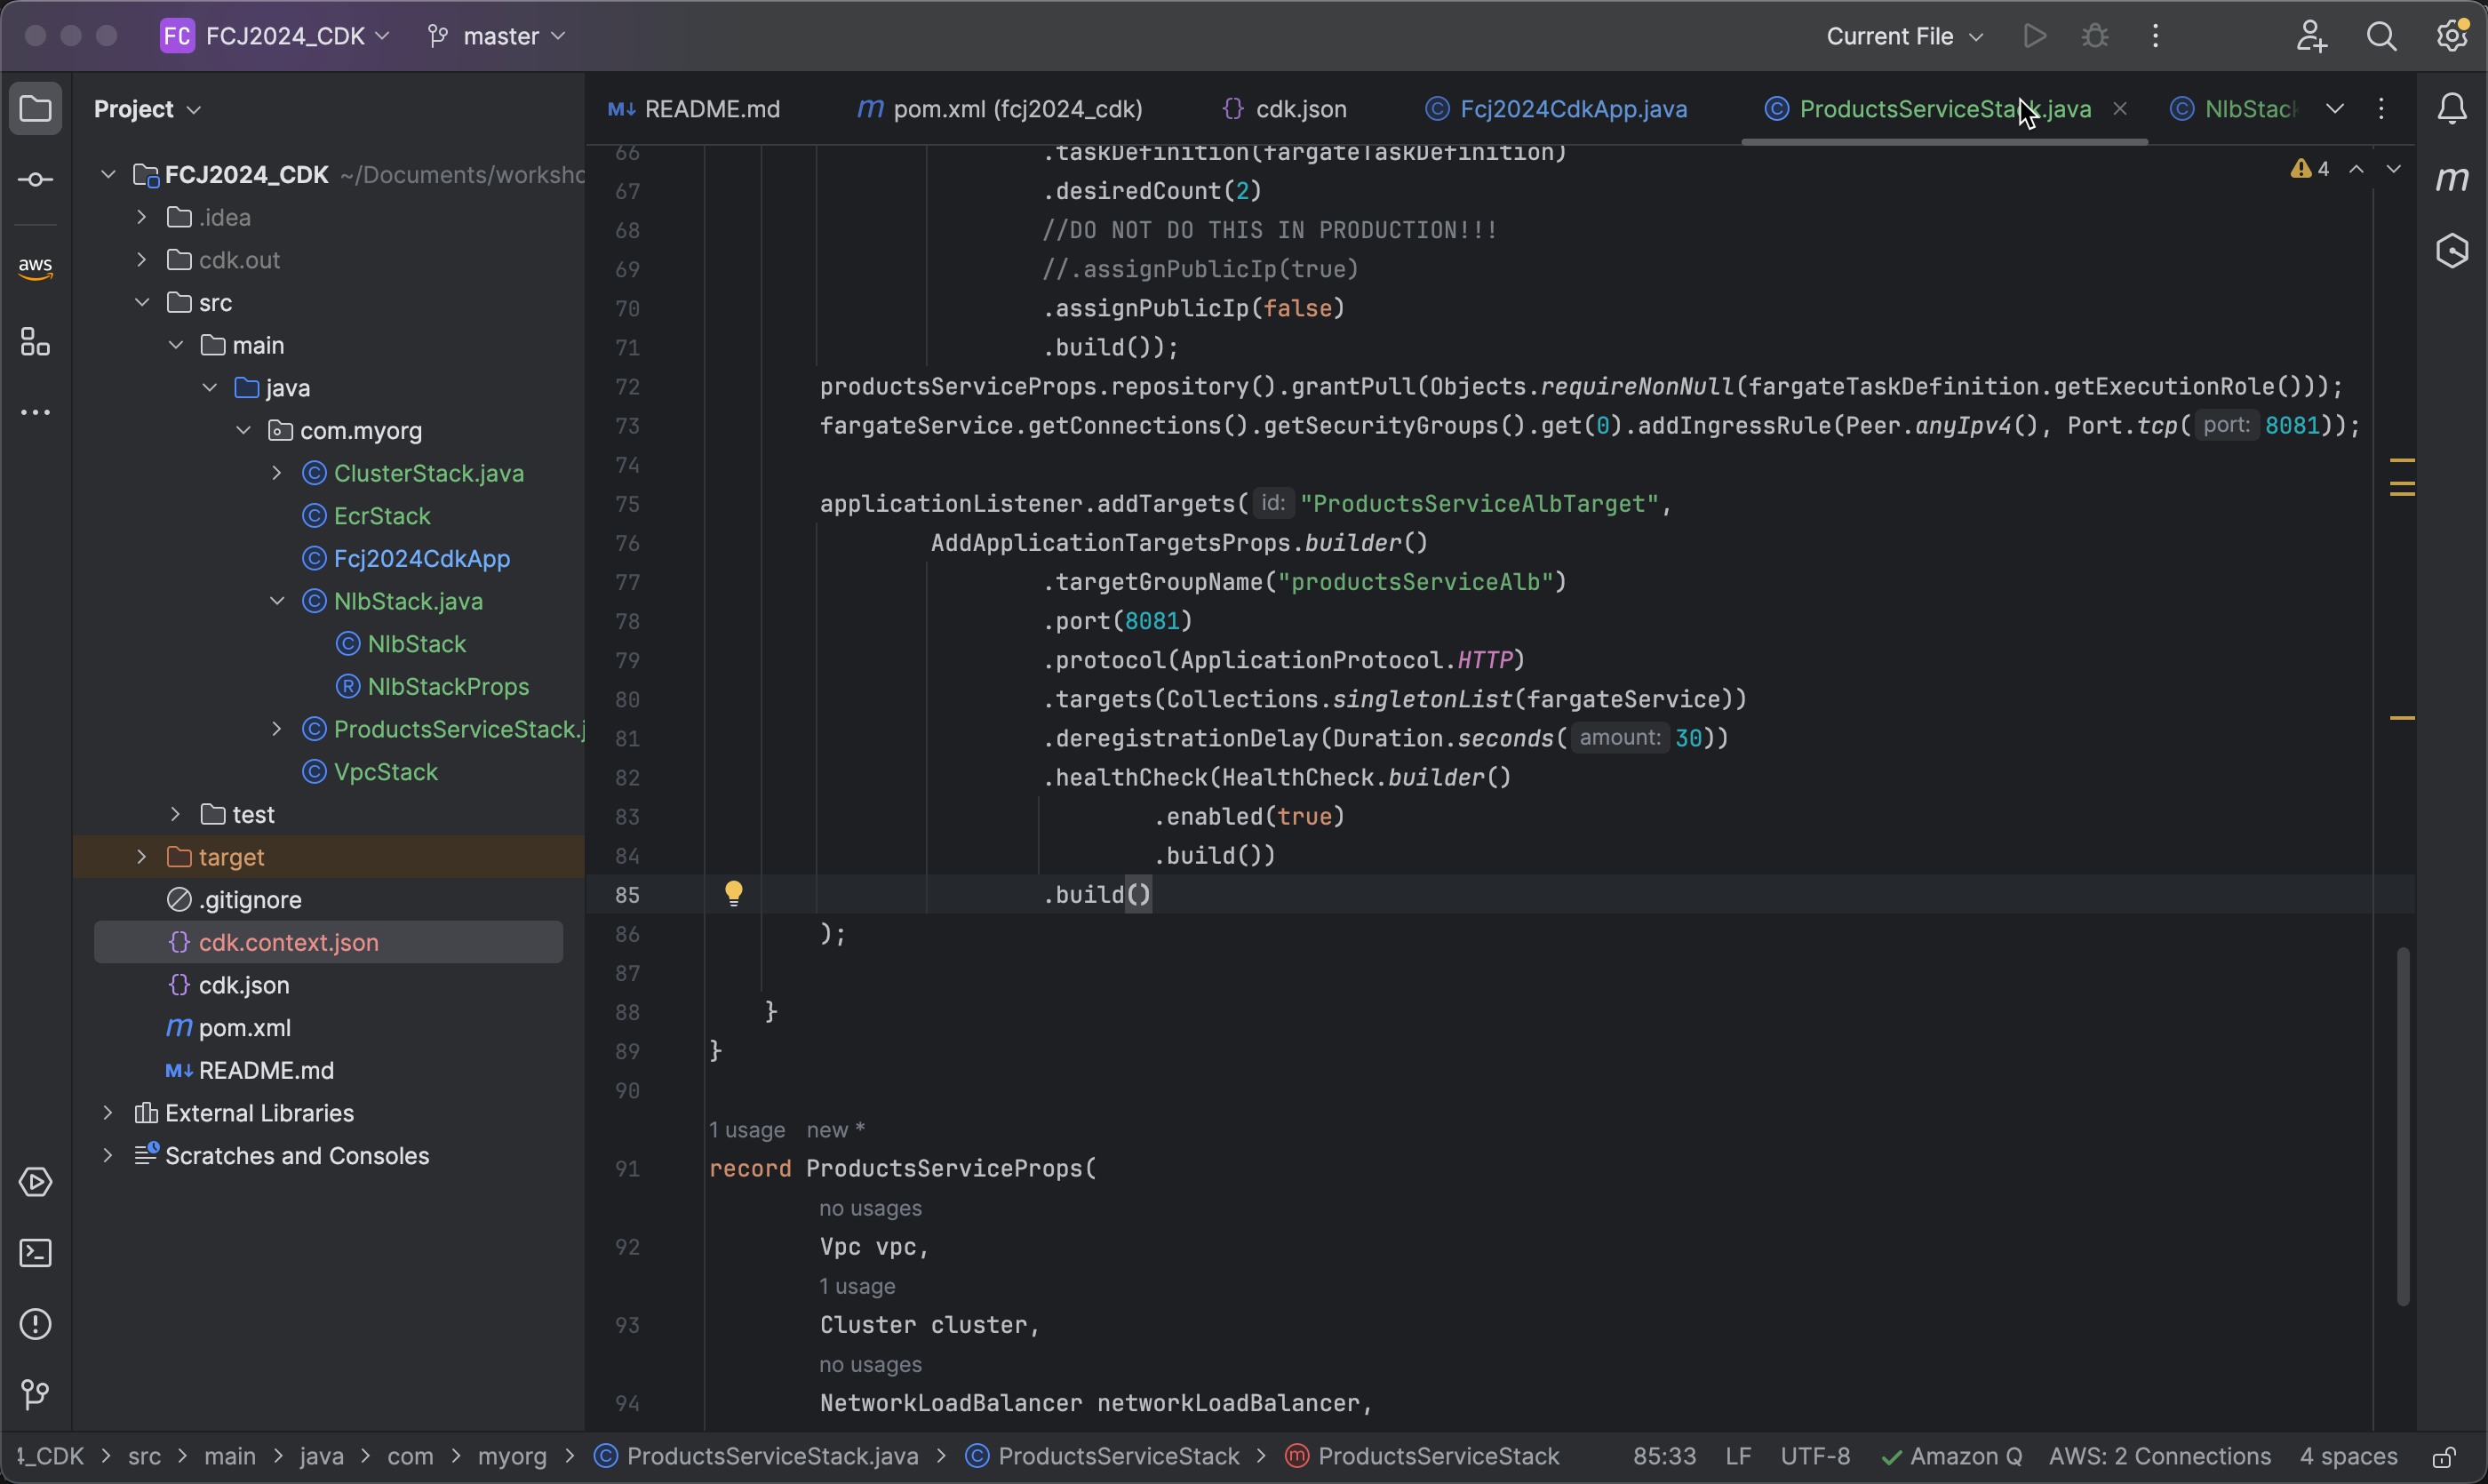 FC FCJ2024_CDK master Current File
Project
FCJ2024_CDK ~/Documents/worksho
.idea
cdk.out
aws
src
main
java
com.myorg
ClusterStack.java
EcrStack
Fcj2024CdkApp
NlbStack.java
NlbStack
NlbStackProps
ProductsServiceStack.j
VpcStack
test
target
.gitignore
cdk.context.json
cdk.json
pom.xml
README.md
External Libraries
Scratches and Consoles
README.md pom.xml (fcj2024_cdk) cdk.json Fcj2024CdkApp.java ProductsServiceStack.java NlbStack
4
66 .taskDefinition(fargateTaskDefinition)
67 .desiredCount(2)
68 //DO NOT DO THIS IN PRODUCTION!!!
69 //.assignPublicIp(true)
70 .assignPublicIp(false)
71 .build());
72 productsServiceProps.repository().grantPull(Objects.requireNonNull(fargateTaskDefinition.getExecutionRole()));
73 fargateService.getConnections().getSecurityGroups().get(0).addIngressRule(Peer.anyIpv4(), Port.tcp( port: 8081));
74
75 applicationListener.addTargets( id: "ProductsServiceAlbTarget",
76 AddApplicationTargetsProps.builder()
77 .targetGroupName("productsServiceAlb")
78 .port(8081)
79 .protocol(ApplicationProtocol.HTTP)
80 .targets(Collections.singletonList(fargateService))
81 .deregistrationDelay(Duration.seconds( amount: 30))
82 .healthCheck(HealthCheck.builder()
83 .enabled(true)
84 .build())
85 .build()
86 );
87
88 }
89 }
90
1 usage new *
91 record ProductsServiceProps(
no usages
92 Vpc vpc,
1 usage
93 Cluster cluster,
no usages
94 NetworkLoadBalancer networkLoadBalancer,
_CDK > src > main > java > com > myorg > ProductsServiceStack.java > ProductsServiceStack > ProductsServiceStack 85:33 LF UTF-8 Amazon Q AWS: 2 Connections 4 spaces